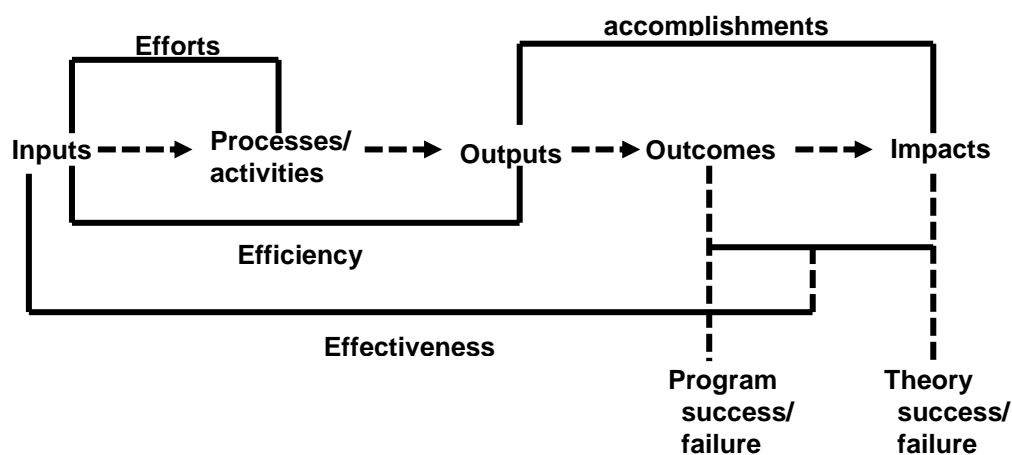 accomplishments
Efforts
Inputs
Processes/
activities
Outputs
Outcomes
Impacts
Efficiency
Effectiveness
Program
success/
failure
Theory
success/
failure